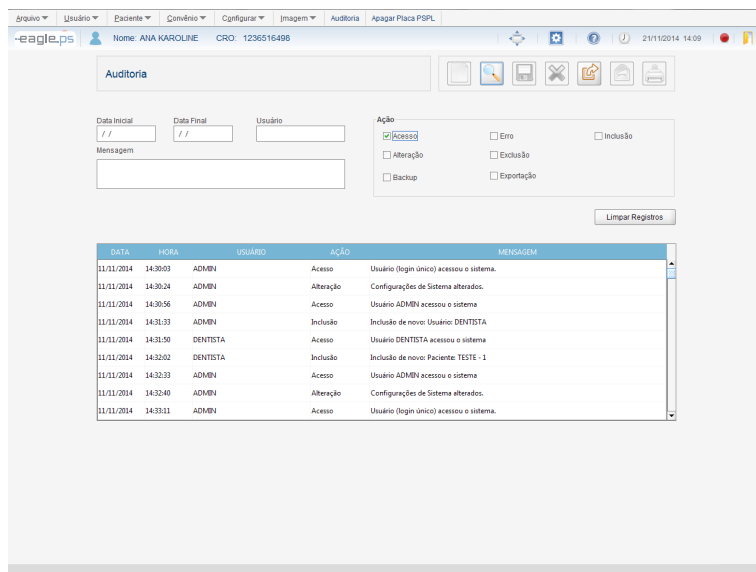 Arquivo Usuário Paciente Convênio Configurar Imagem Auditoria Apagar Placa PSPL
eagle.ps Nome: ANA KAROLINE CRO: 1236516498 21/11/2014 14:09
Auditoria
Data Inicial Data Final Usuário
/ / / /
Mensagem
Ação
Acesso Erro Inclusão
Alteração Exclusão
Backup Exportação
Limpar Registros
DATA HORA USUÁRIO AÇÃO MENSAGEM
11/11/2014 14:30:03 ADMIN Acesso Usuário (login único) acessou o sistema.
11/11/2014 14:30:24 ADMIN Alteração Configurações de Sistema alterados.
11/11/2014 14:30:56 ADMIN Acesso Usuário ADMIN acessou o sistema
11/11/2014 14:31:33 ADMIN Inclusão Inclusão de novo: Usuário: DENTISTA
11/11/2014 14:31:50 DENTISTA Acesso Usuário DENTISTA acessou o sistema
11/11/2014 14:32:02 DENTISTA Inclusão Inclusão de novo: Paciente: TESTE - 1
11/11/2014 14:32:33 ADMIN Acesso Usuário ADMIN acessou o sistema
11/11/2014 14:32:40 ADMIN Alteração Configurações de Sistema alterados.
11/11/2014 14:33:11 ADMIN Acesso Usuário (login único) acessou o sistema.